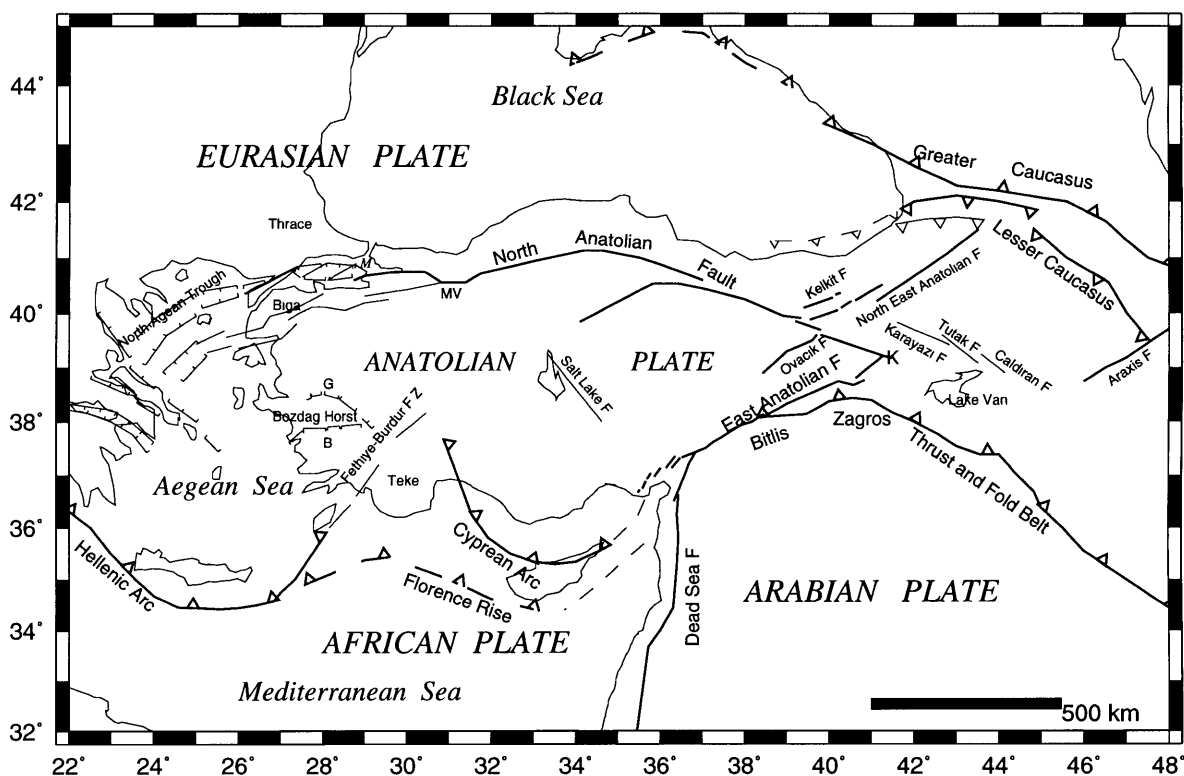 44°
Black Sea
EURASIAN PLATE
Greater
Caucasus
42°
Thrace
North
Anatolian
Fault
Lesser Caucasus
M
North Agean Trough
MV
Kelkit F
North East Anatolian F
40°
Biga
ANATOLIAN PLATE
Salt Lake F
Ovacık F
K
Karayazı F
Tutak F
Caldıran F
Araxis F
G
Bozdag Horst
B
East Anatolian F
Lake Van
38°
Fethiye-Burdur F Z
Bitlis
Zagros
Thrust and Fold Belt
Aegean Sea
Teke
36°
Hellenic Arc
Cyprean Arc
Florence Rise
Dead Sea F
ARABIAN PLATE
34°
AFRICAN PLATE
Mediterranean Sea
500 km
32°
22° 24° 26° 28° 30° 32° 34° 36° 38° 40° 42° 44° 46° 48°